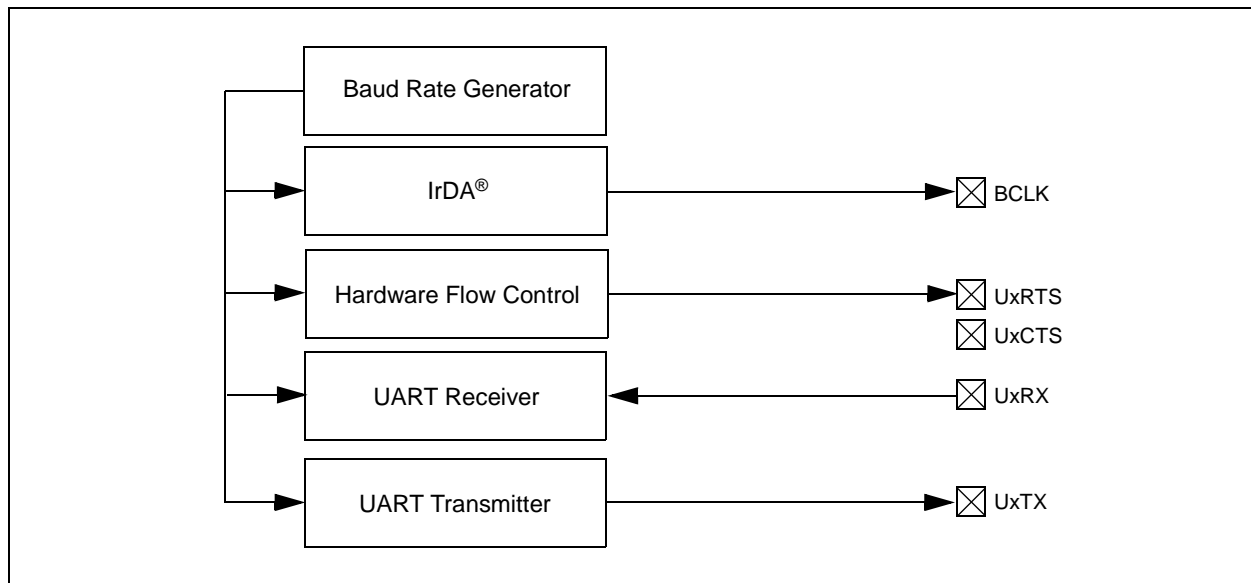 Baud Rate Generator
IrDA®
BCLK
Hardware Flow Control
UxRTS
UxCTS
UART Receiver
UxRX
UART Transmitter
UxTX